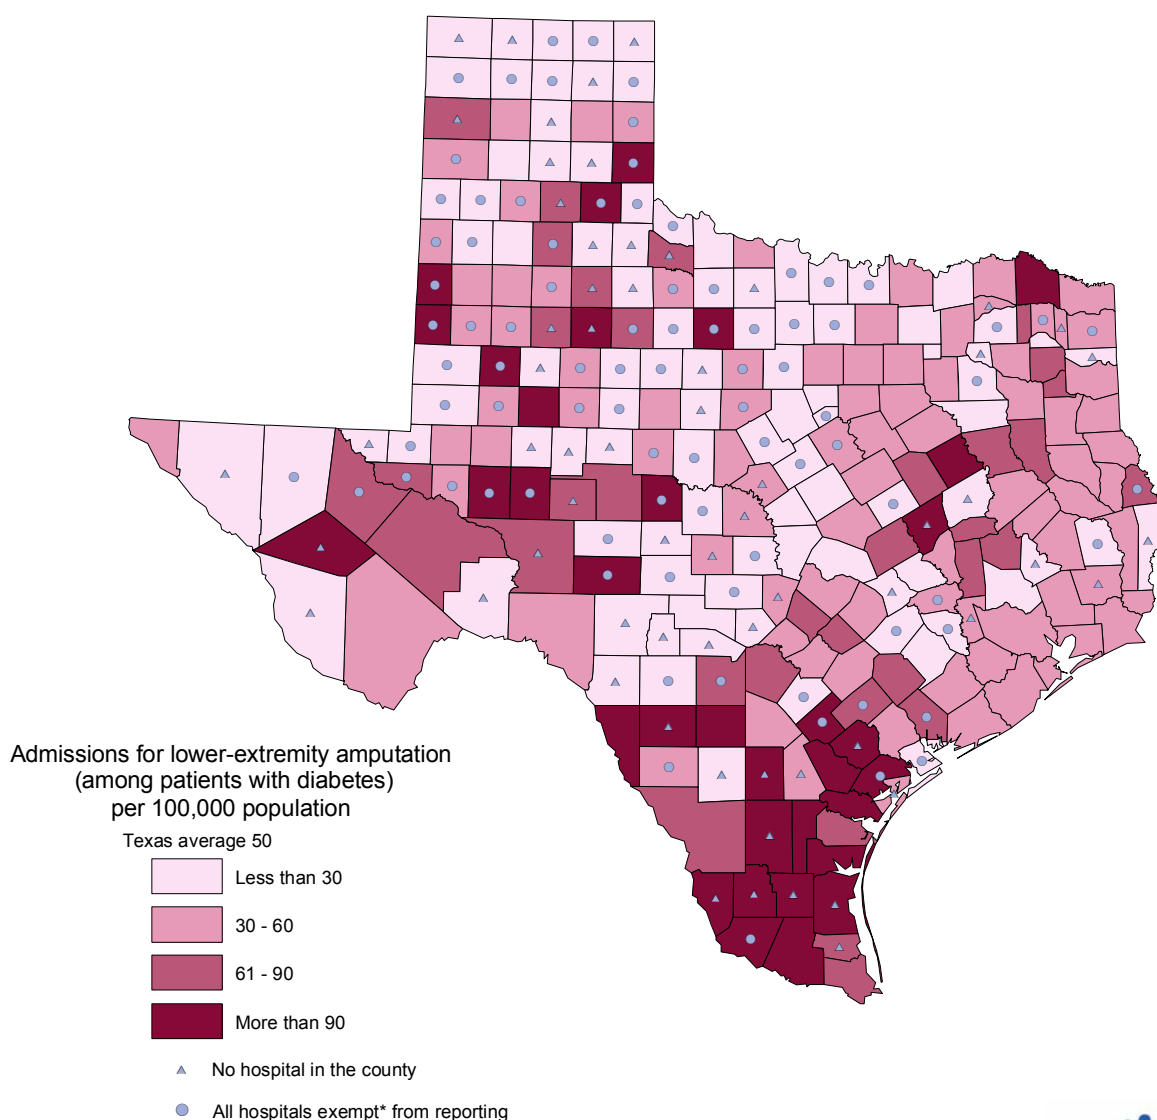 Admissions for lower-extremity amputation
(among patients with diabetes)
per 100,000 population
Texas average 50
Less than 30
30 - 60
61 - 90
More than 90
No hospital in the county
All hospitals exempt* from reporting